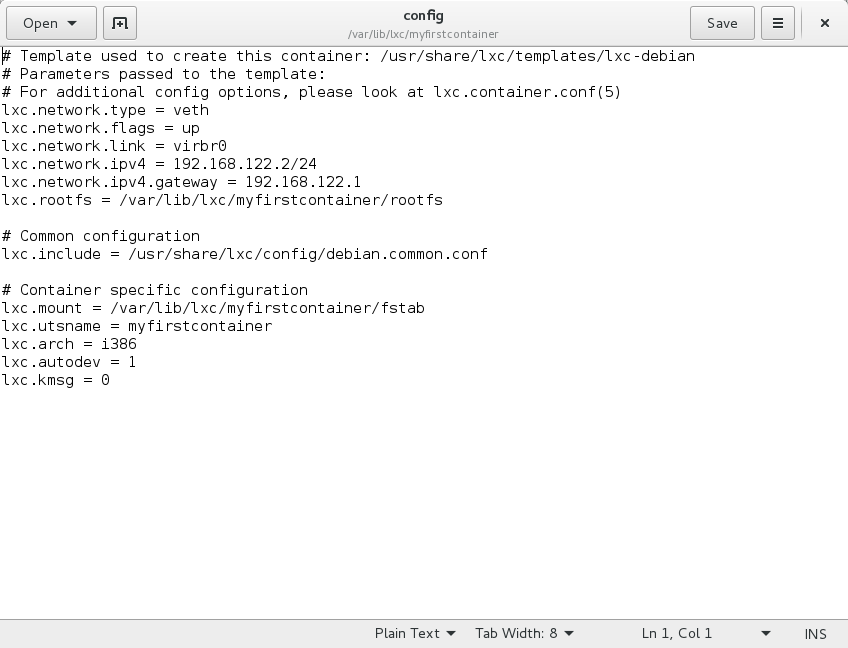 Open
config
/var/lib/lxc/myfirstcontainer
Save
# Template used to create this container: /usr/share/lxc/templates/lxc-debian
# Parameters passed to the template:
# For additional config options, please look at lxc.container.conf(5)
lxc.network.type = veth
lxc.network.flags = up
lxc.network.link = virbr0
lxc.network.ipv4 = 192.168.122.2/24
lxc.network.ipv4.gateway = 192.168.122.1
lxc.rootfs = /var/lib/lxc/myfirstcontainer/rootfs
# Common configuration
lxc.include = /usr/share/lxc/config/debian.common.conf
# Container specific configuration
lxc.mount = /var/lib/lxc/myfirstcontainer/fstab
lxc.utsname = myfirstcontainer
lxc.arch = i386
lxc.autodev = 1
lxc.kmsg = 0
Plain Text Tab Width: 8 Ln 1, Col 1 INS